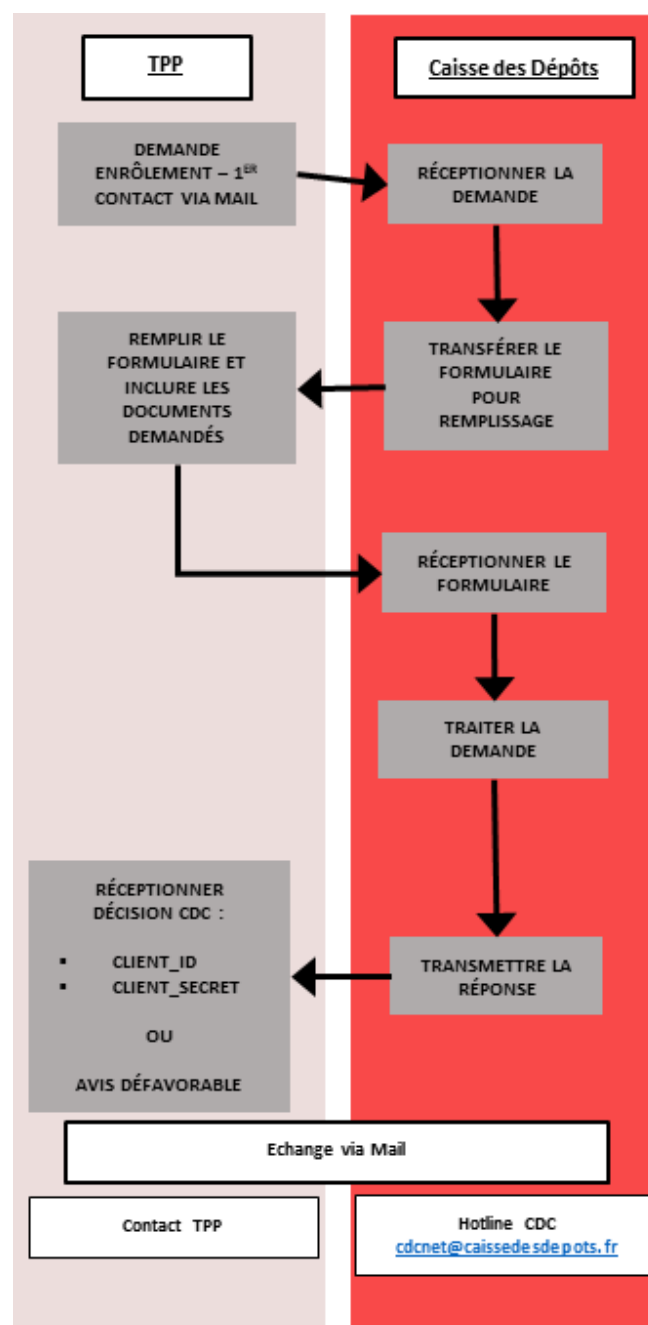 TPP
Caisse des Dépôts
DEMANDE
ENRÔLEMENT – 1ER
CONTACT VIA MAIL
RÉCEPTIONNER LA
DEMANDE
TRANSFÉRER LE
FORMULAIRE
POUR
REMPLISSAGE
REMPLIR LE
FORMULAIRE ET
INCLURE LES
DOCUMENTS
DEMANDÉS
RÉCEPTIONNER LE
FORMULAIRE
TRAITER LA
DEMANDE
TRANSMETTRE LA
RÉPONSE
RÉCEPTIONNER
DÉCISION CDC :
▪ CLIENT_ID
▪ CLIENT_SECRET
OU
AVIS DÉFAVORABLE
Echange via Mail
Contact TPP
Hotline CDC
cdcnet@caissedesdepots.fr